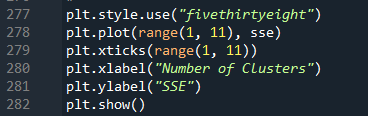 277 plt.style.use("fivethirtyeight")
278 plt.plot(range(1, 11), sse)
279 plt.xticks(range(1, 11))
280 plt.xlabel("Number of Clusters")
281 plt.ylabel("SSE")
282 plt.show()